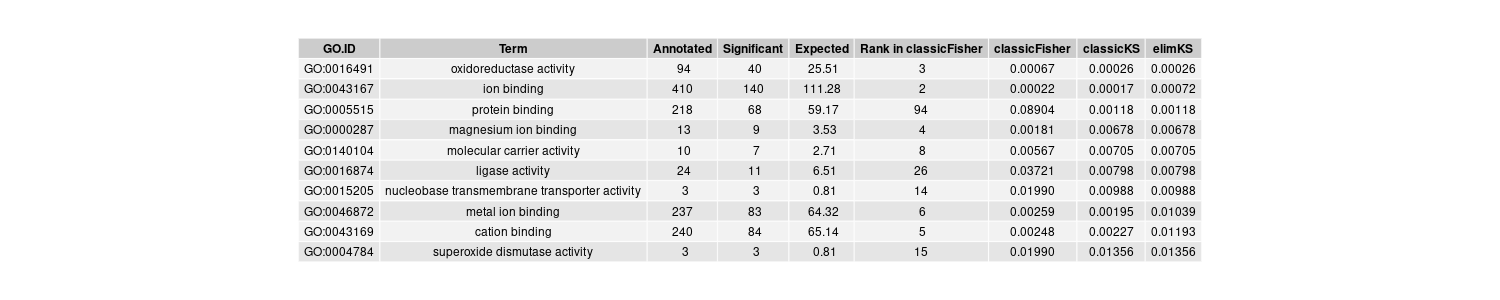 GO.ID Term Annotated Significant Expected Rank in classicFisher classicFisher classicKS elimKS
GO:0016491 oxidoreductase activity 94 40 25.51 3 0.00067 0.00026 0.00026
GO:0043167 ion binding 410 140 111.28 2 0.00022 0.00017 0.00072
GO:0005515 protein binding 218 68 59.17 94 0.08904 0.00118 0.00118
GO:0000287 magnesium ion binding 13 9 3.53 4 0.00181 0.00678 0.00678
GO:0140104 molecular carrier activity 10 7 2.71 8 0.00567 0.00705 0.00705
GO:0016874 ligase activity 24 11 6.51 26 0.03721 0.00798 0.00798
GO:0015205 nucleobase transmembrane transporter activity 3 3 0.81 14 0.01990 0.00988 0.00988
GO:0046872 metal ion binding 237 83 64.32 6 0.00259 0.00195 0.01039
GO:0043169 cation binding 240 84 65.14 5 0.00248 0.00227 0.01193
GO:0004784 superoxide dismutase activity 3 3 0.81 15 0.01990 0.01356 0.01356